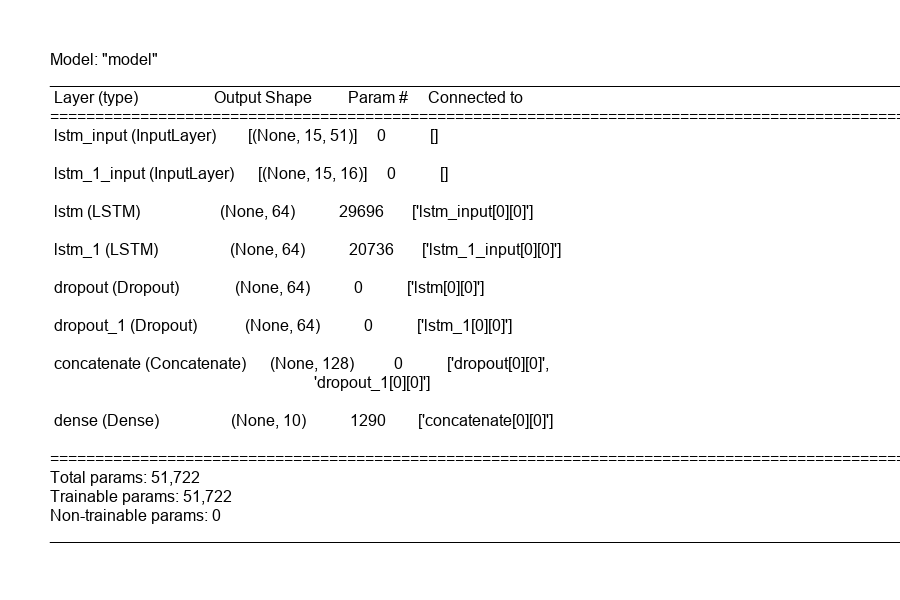 Model: "model"
Layer (type) Output Shape Param # Connected to
lstm_input (InputLayer) [(None, 15, 51)] 0 []
lstm_1_input (InputLayer) [(None, 15, 16)] 0 []
lstm (LSTM) (None, 64) 29696 ['lstm_input[0][0]']
lstm_1 (LSTM) (None, 64) 20736 ['lstm_1_input[0][0]']
dropout (Dropout) (None, 64) 0 ['lstm[0][0]']
dropout_1 (Dropout) (None, 64) 0 ['lstm_1[0][0]']
concatenate (Concatenate) (None, 128) 0 ['dropout[0][0]',
'dropout_1[0][0]']
dense (Dense) (None, 10) 1290 ['concatenate[0][0]']
Total params: 51,722
Trainable params: 51,722
Non-trainable params: 0